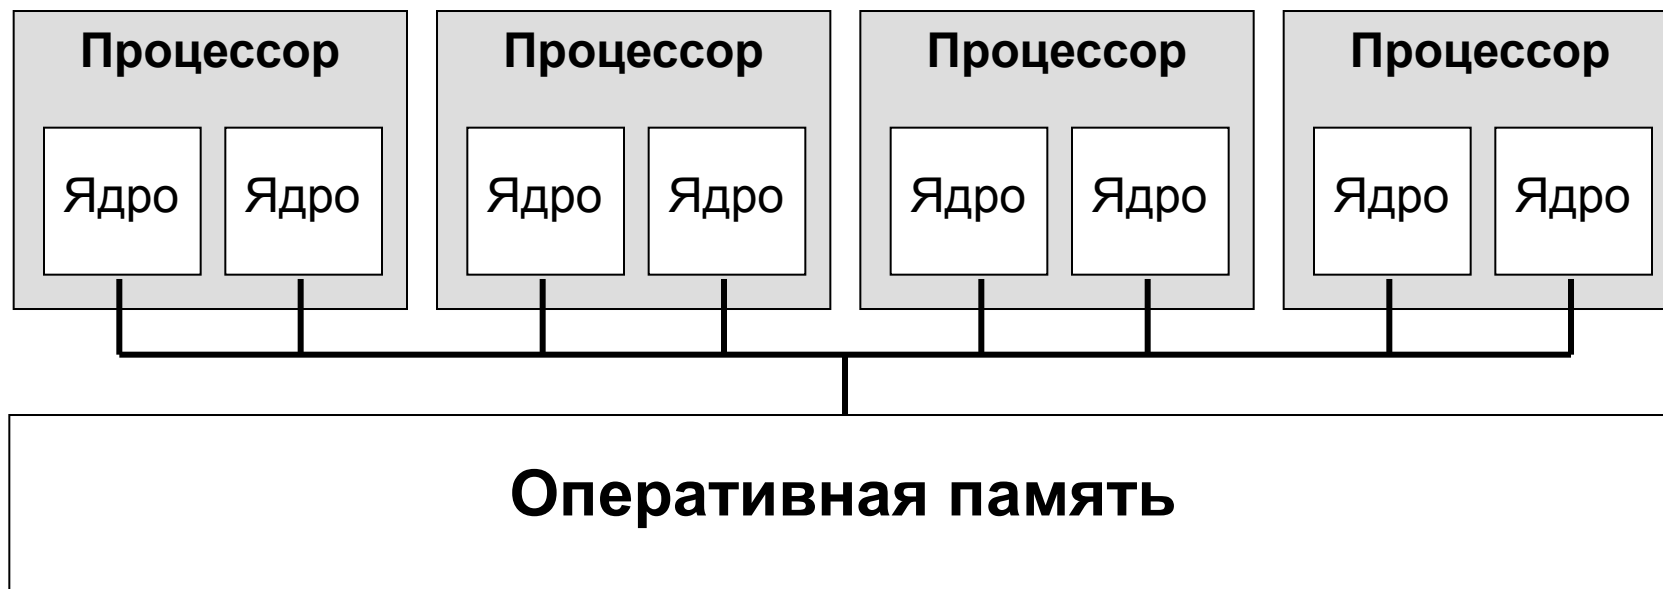 Процессор Процессор Процессор Процессор
Ядро Ядро Ядро Ядро Ядро Ядро Ядро Ядро
Оперативная память